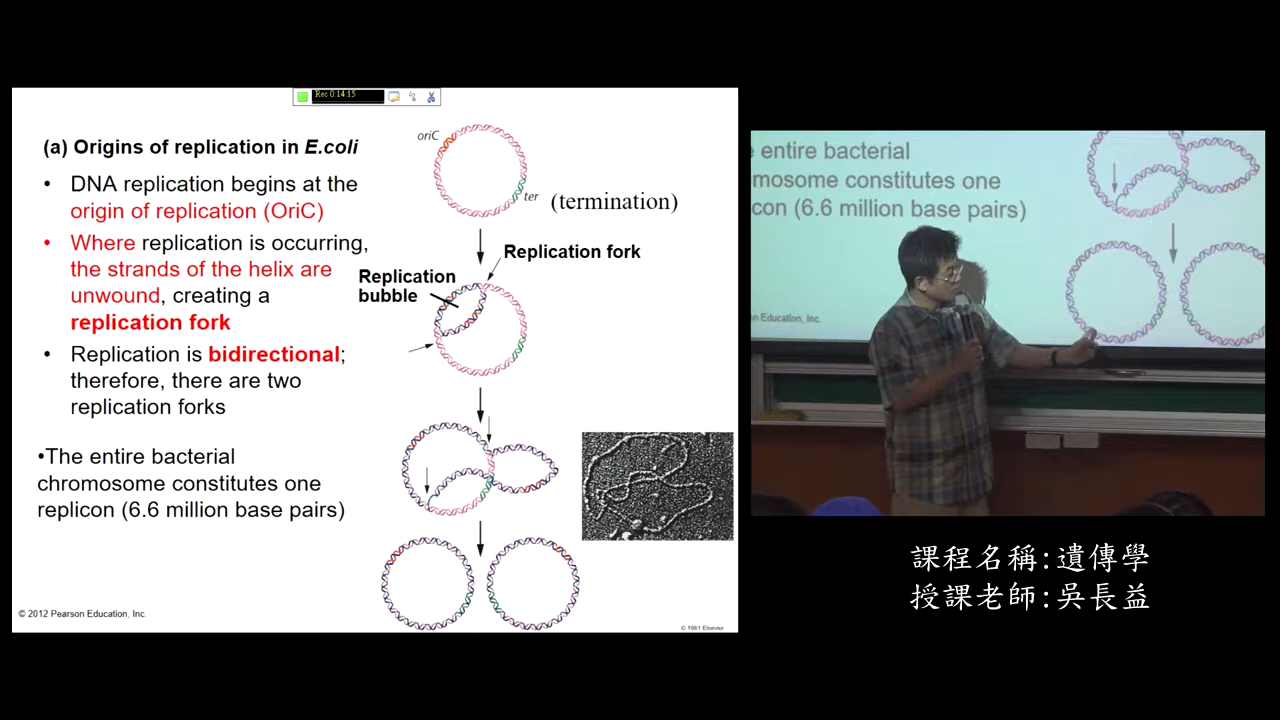 Rec 0:14:15
(a) Origins of replication in E.coli
• DNA replication begins at the
origin of replication (OriC)
• Where replication is occurring,
the strands of the helix are
unwound, creating a
replication fork
• Replication is bidirectional;
therefore, there are two
replication forks
•The entire bacterial
chromosome constitutes one
replicon (6.6 million base pairs)
© 2012 Pearson Education, Inc.
oriC
ter
(termination)
Replication fork
Replication
bubble
© 1981 Elsevier
entire bacterial
mosome constitutes one
con (6.6 million base pairs)
Education, Inc.
課程名稱:遺傳學
授課老師:吳長益